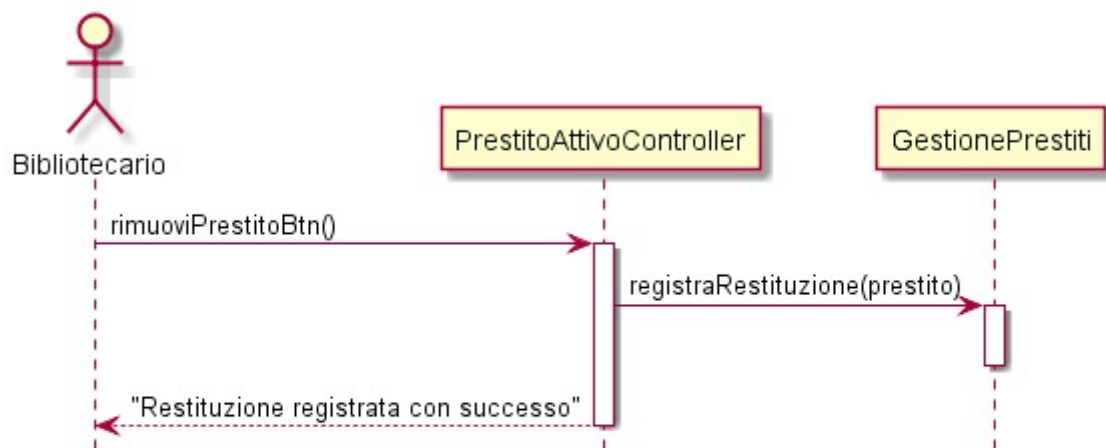 Bibliotecario
PrestitoAttivoController
GestionePrestiti
rimuoviPrestitoBtn()
registraRestituzione(prestito)
"Restituzione registrata con successo"